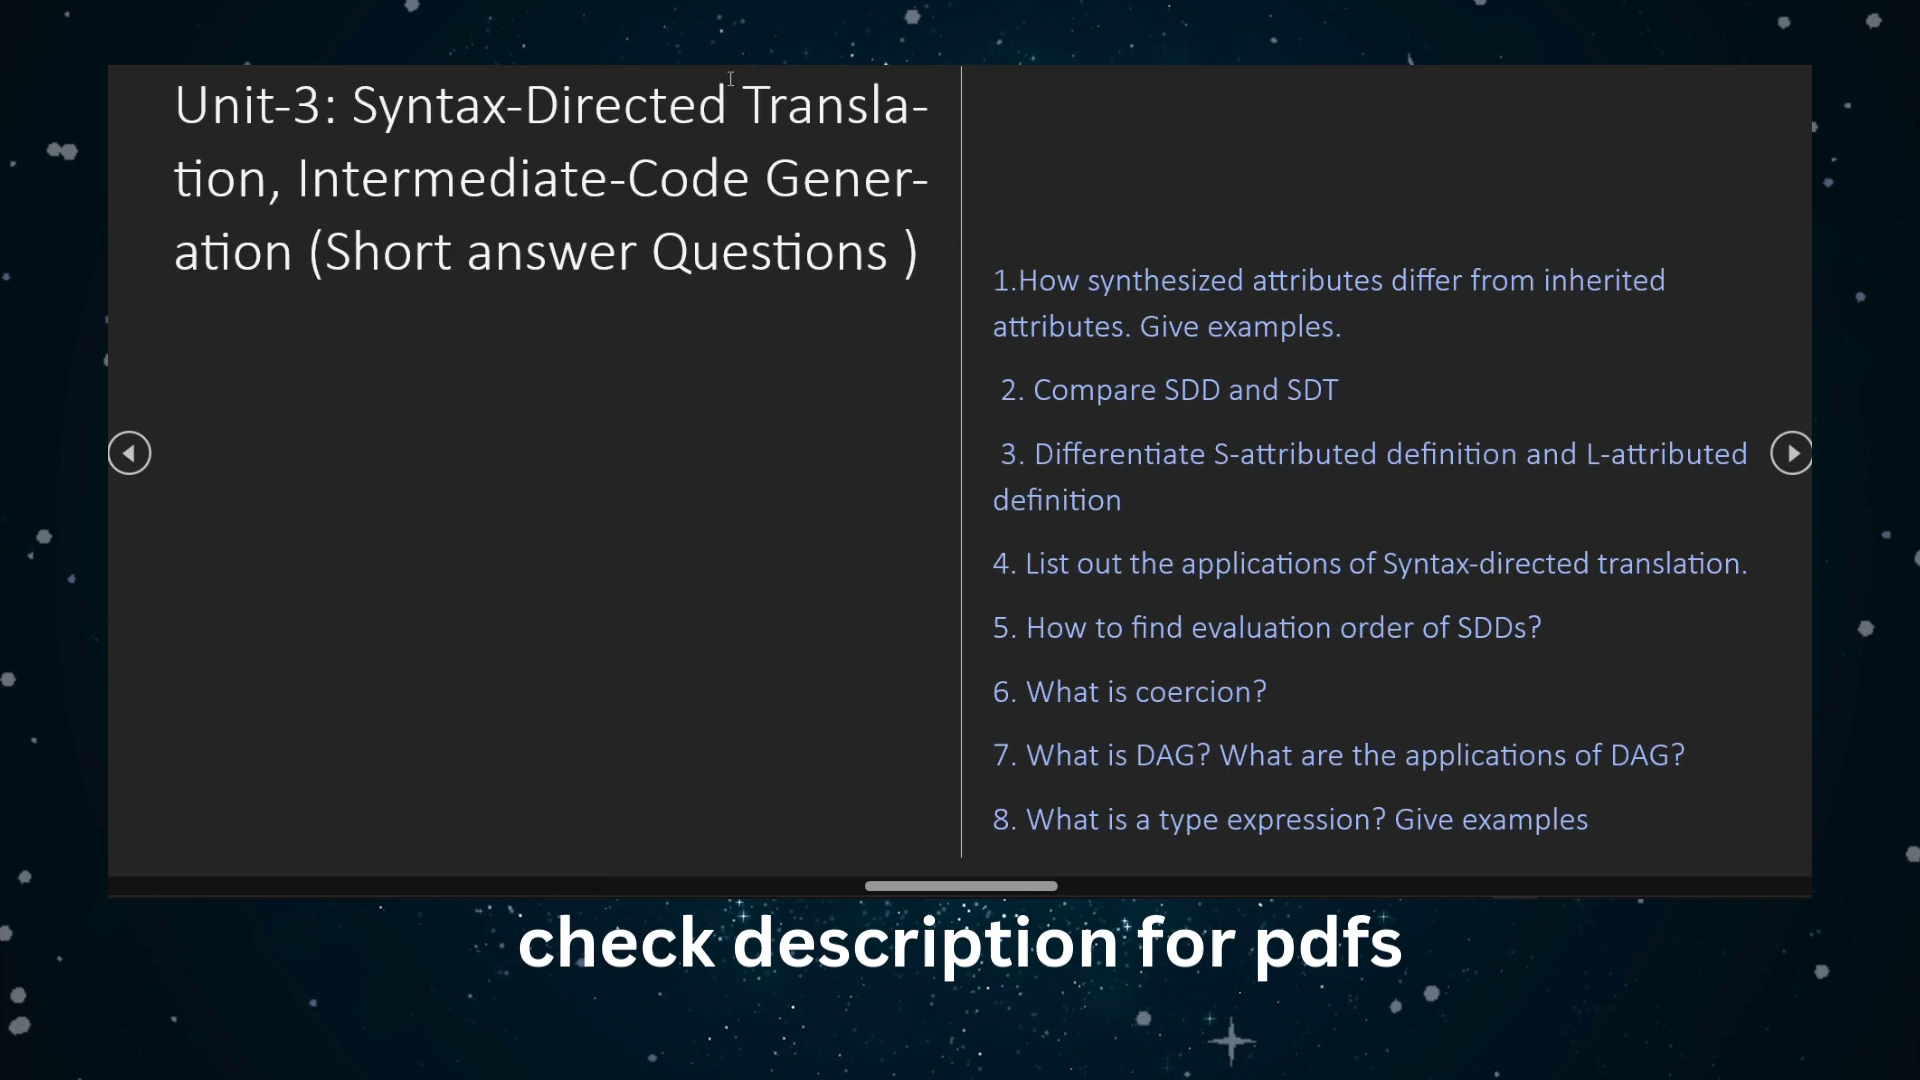 Unit-3: Syntax-Directed Transla-
tion, Intermediate-Code Gener-
ation (Short answer Questions )
1.How synthesized attributes differ from inherited
attributes. Give examples.
2. Compare SDD and SDT
3. Differentiate S-attributed definition and L-attributed
definition
4. List out the applications of Syntax-directed translation.
5. How to find evaluation order of SDDs?
6. What is coercion?
7. What is DAG? What are the applications of DAG?
8. What is a type expression? Give examples
check description for pdfs